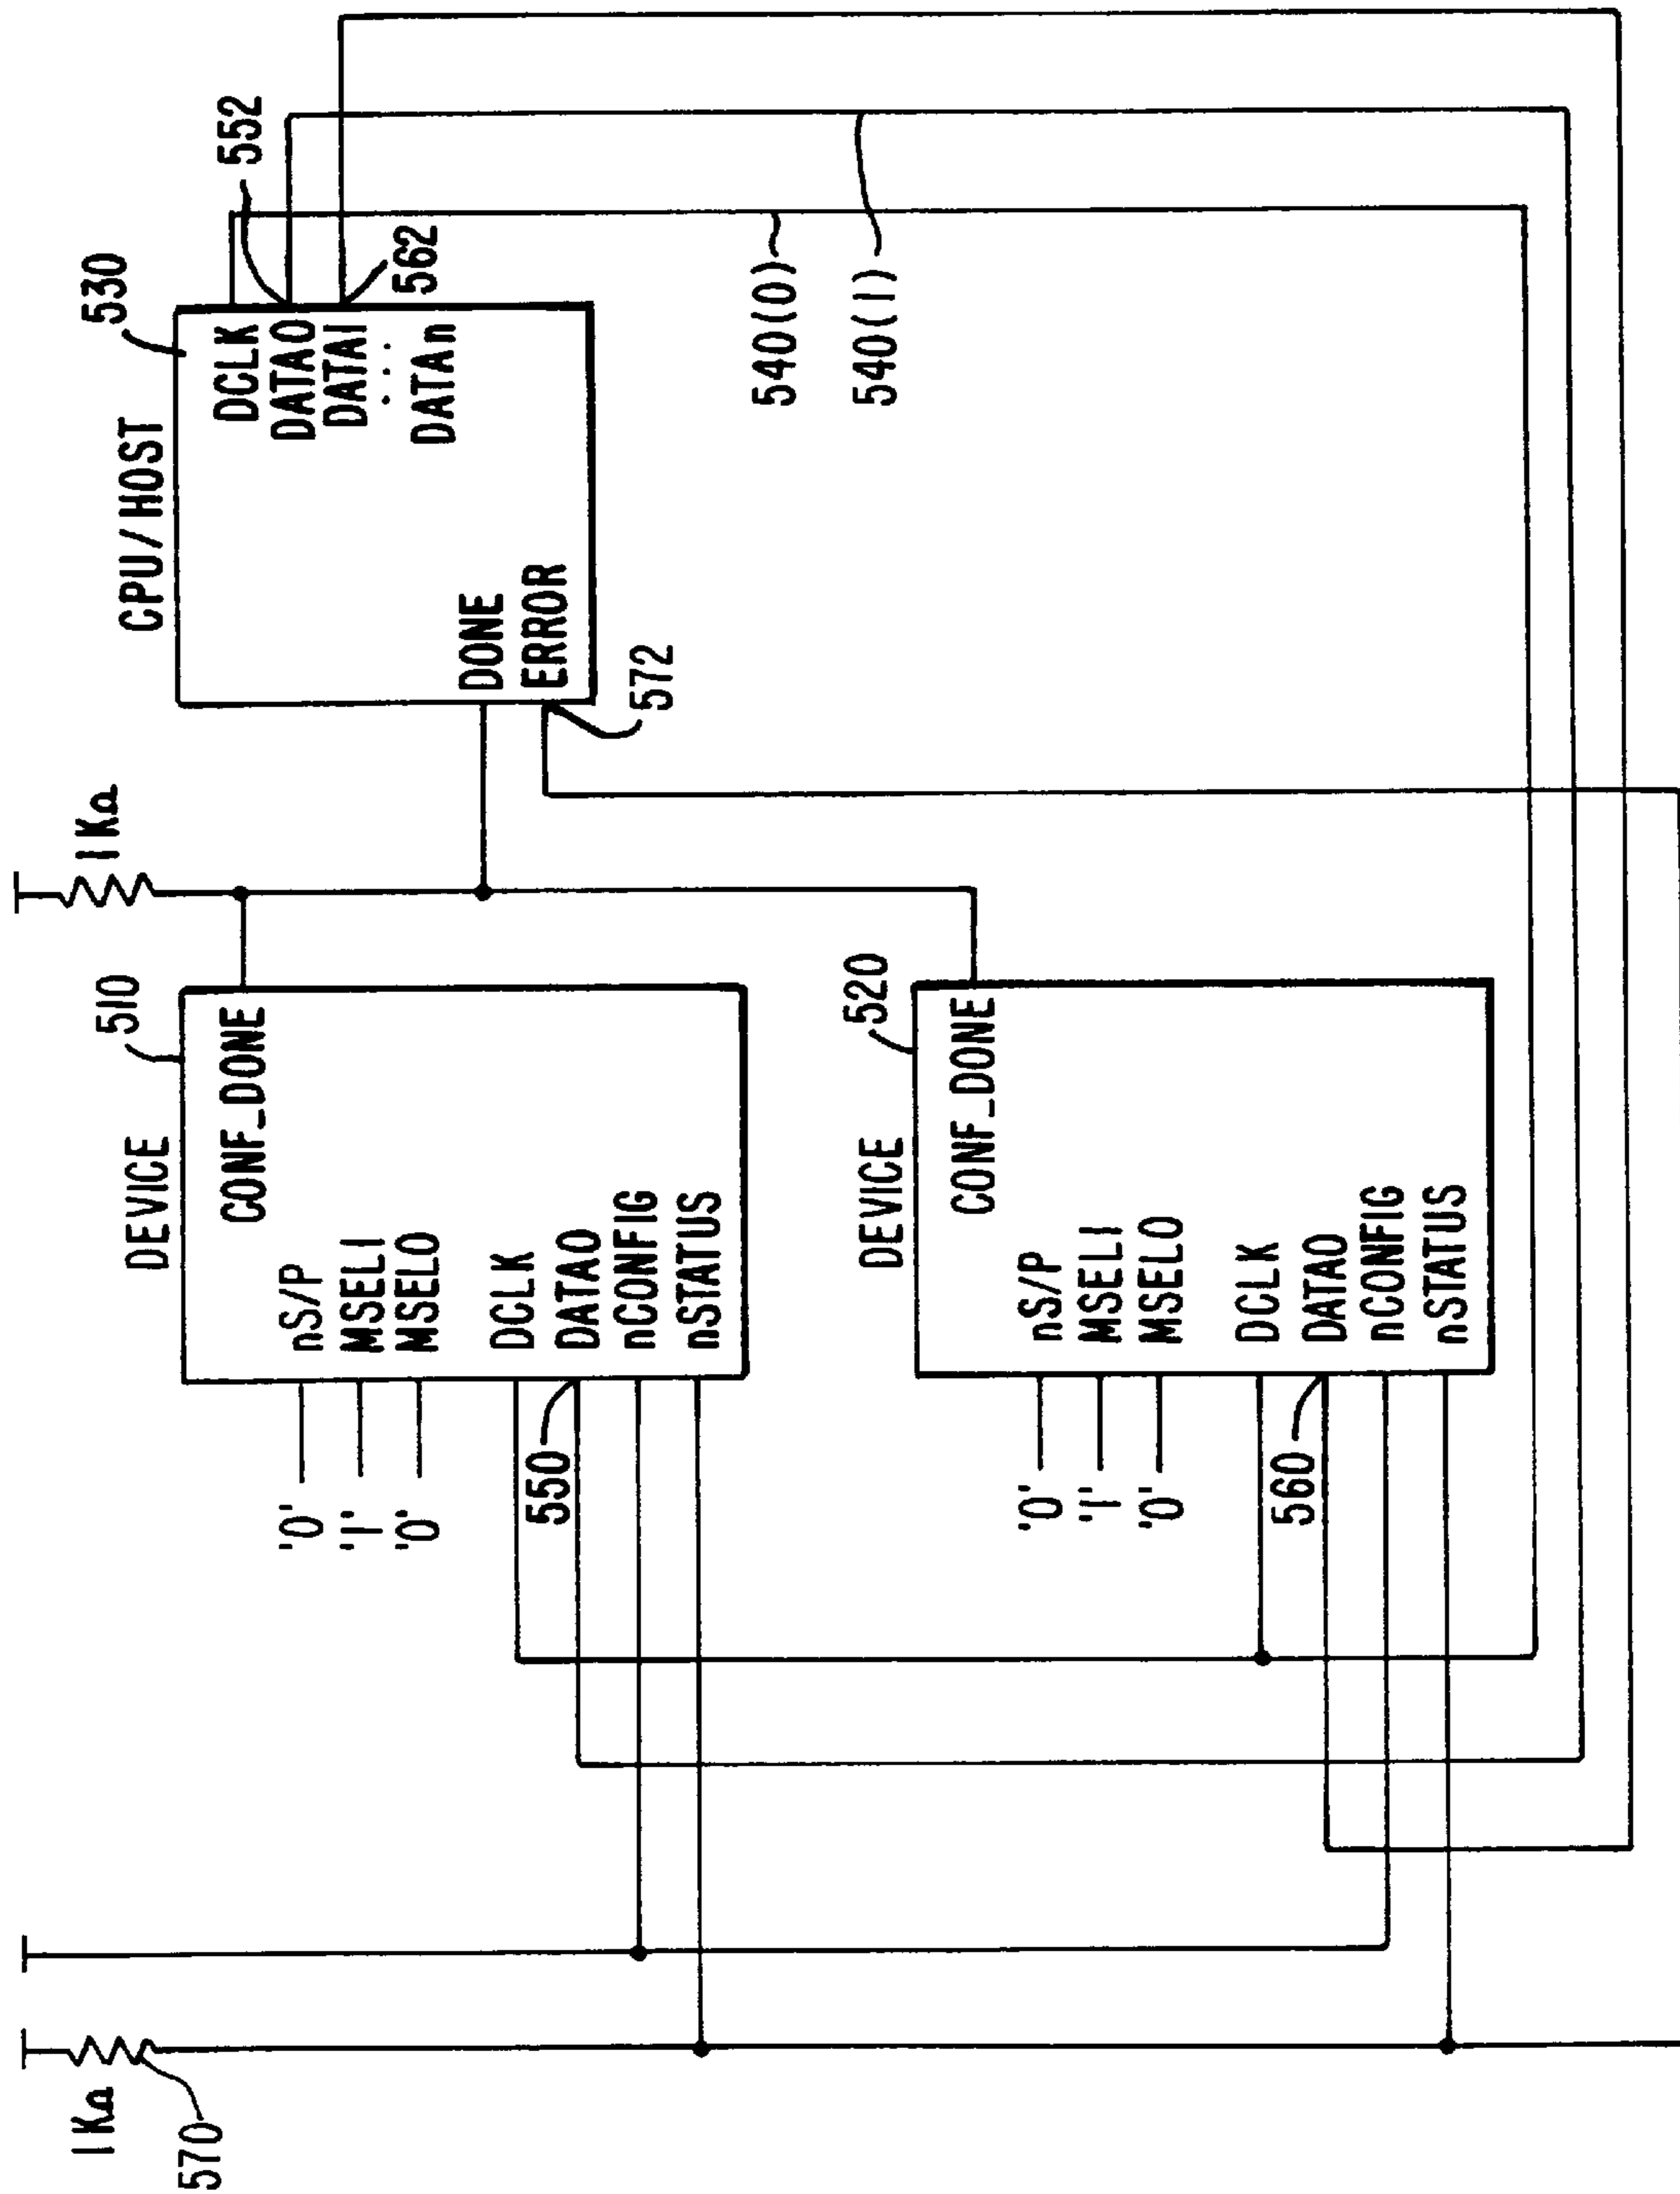 1KΩ
570
DEVICE
510
CONF_DONE
nS/P
MSEL1
MSEL0
DCLK
DATA0
nCONFIG
nSTATUS
'0'
'1'
'0'
550
DEVICE
520
CONF_DONE
nS/P
MSEL1
MSEL0
DCLK
DATA0
nCONFIG
nSTATUS
'0'
'1'
'0'
560
1KΩ
CPU/HOST
530
DCLK
DATA0
DATA1
...
DATAn
DONE
ERROR
572
552
562
540(0)
540(1)